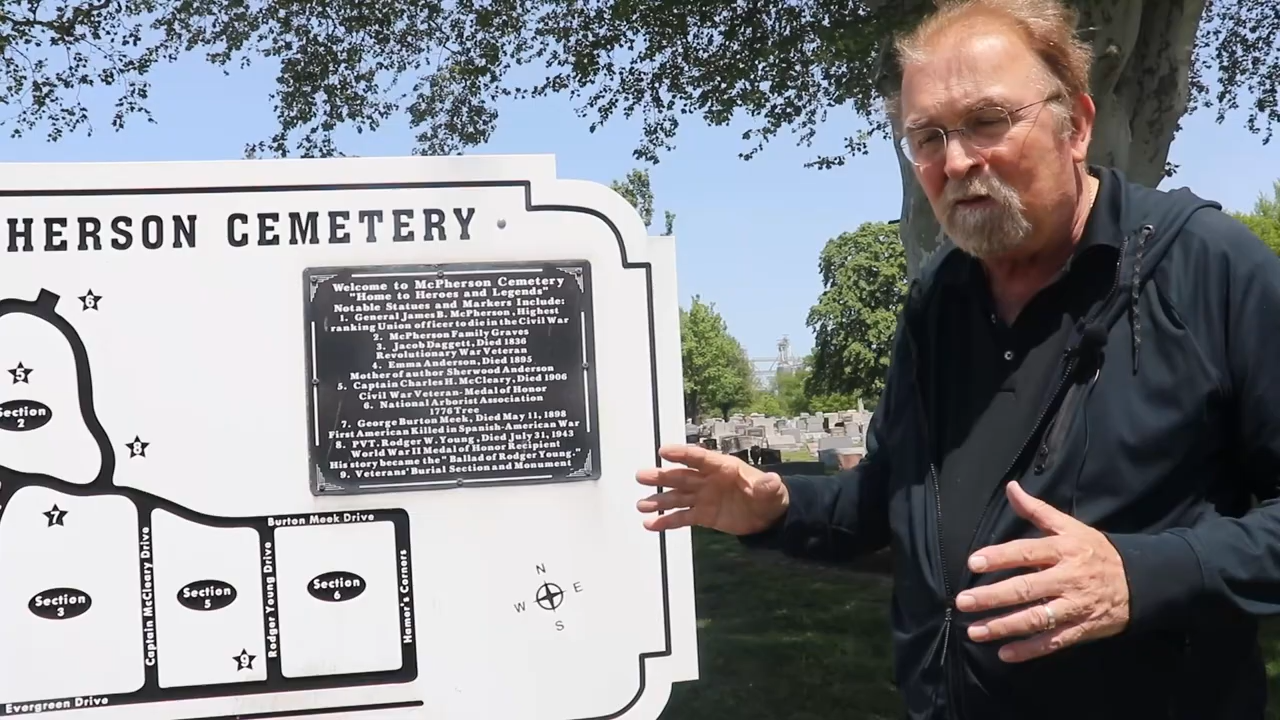 HERSON CEMETERY
Welcome to McPherson Cemetery
"Home to Heroes and Legends"
Notable Statues and Markers Include:
1. General James B. McPherson, Highest
ranking Union officer to die in the Civil War
2. McPherson Family Graves
3. Jacob Daggett, Died 1836
Revolutionary War Veteran
4. Emma Anderson, Died 1895
Mother of author Sherwood Anderson
5. Captain Charles H. McCleary, Died 1906
Civil War Veteran-Medal of Honor
6. National Arborist Association
1776 Tree
7. George Burton Meek, Died May 11, 1898
First American Killed in Spanish-American War
8. PVT. Rodger W. Young, Died July 31, 1943
World War II Medal of Honor Recipient
His story became the "Ballad of Rodger Young."
9. Veterans' Burial Section and Monument
6
5
Section
2
8
7
Burton Meek Drive
Section
3
Captain McCleary Drive
Section
5
Rodger Young Drive
Section
6
Hamer's Corners
9
Evergreen Drive
N
W
E
S